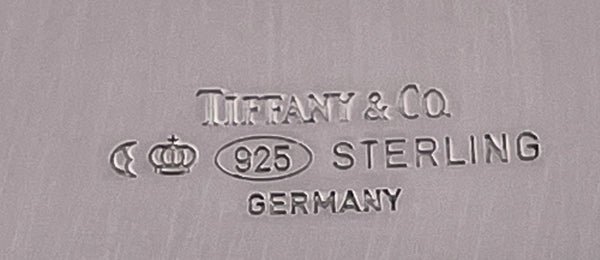 TIFFANY & CO.
925 STERLING
GERMANY